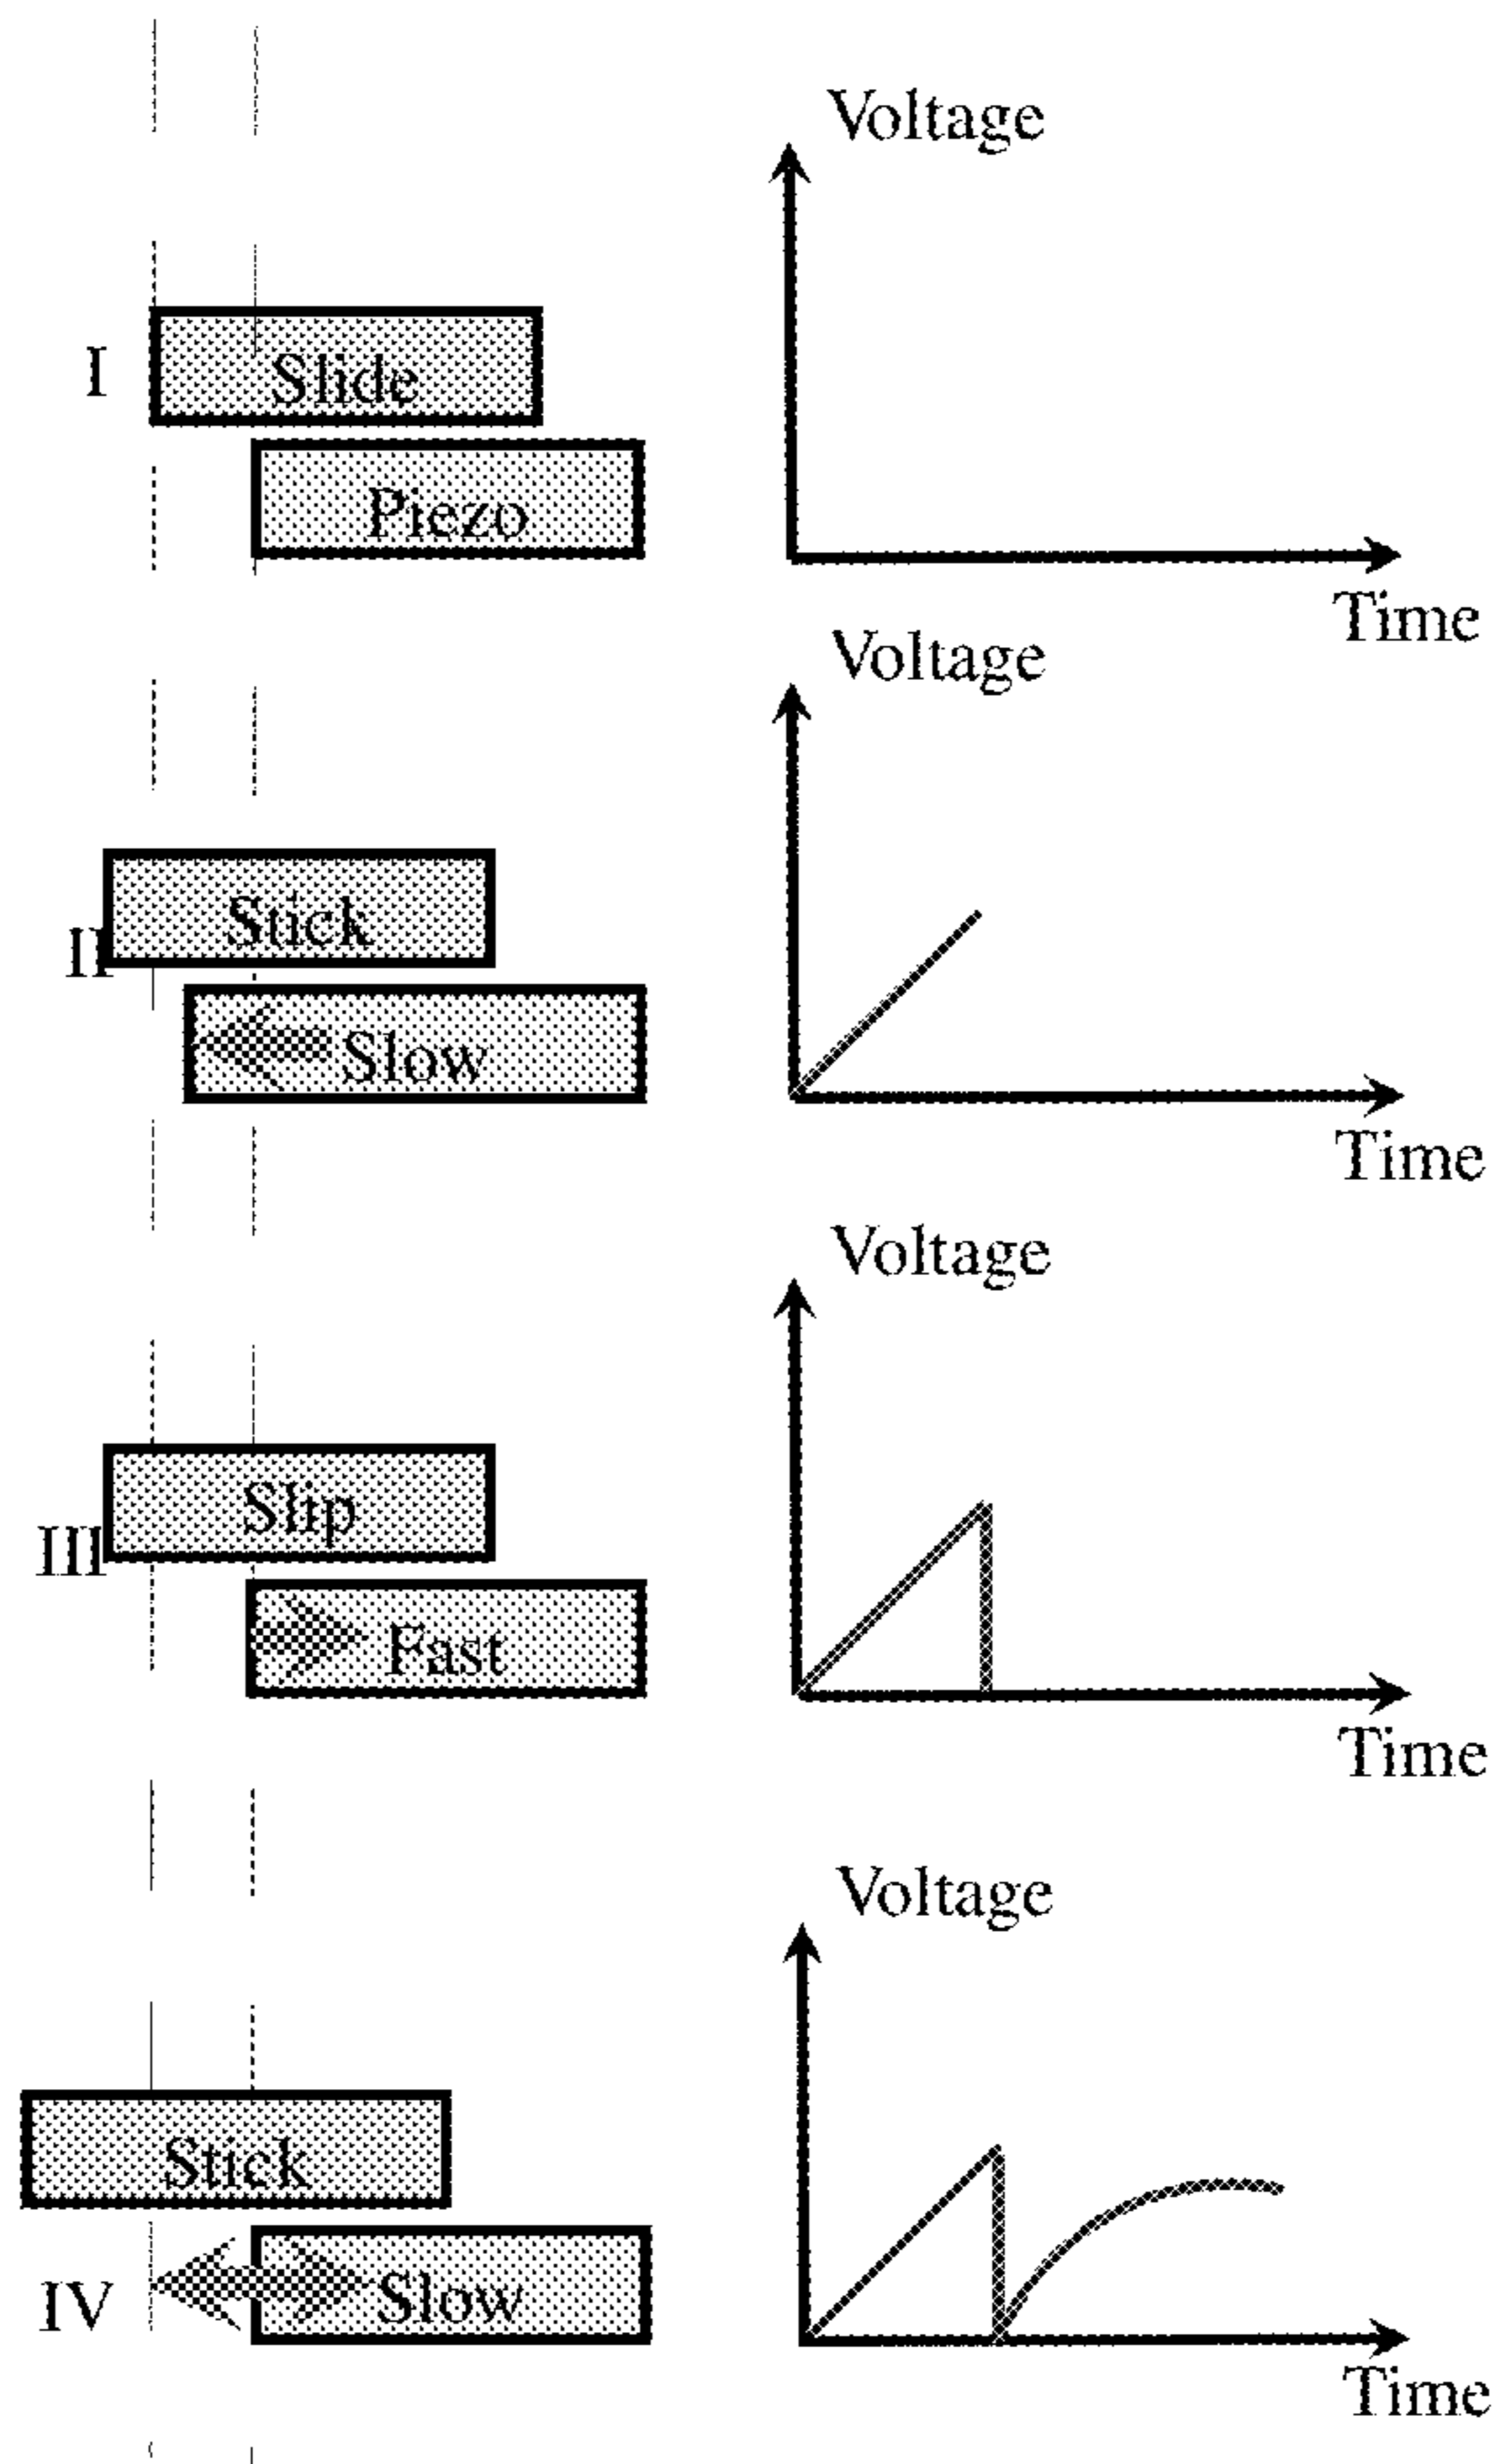 Voltage
I
Slide
Piezo
Time
Voltage
II
Stick
Slow
Time
Voltage
III
Slip
Fast
Time
Voltage
Stick
IV
Slow
Time